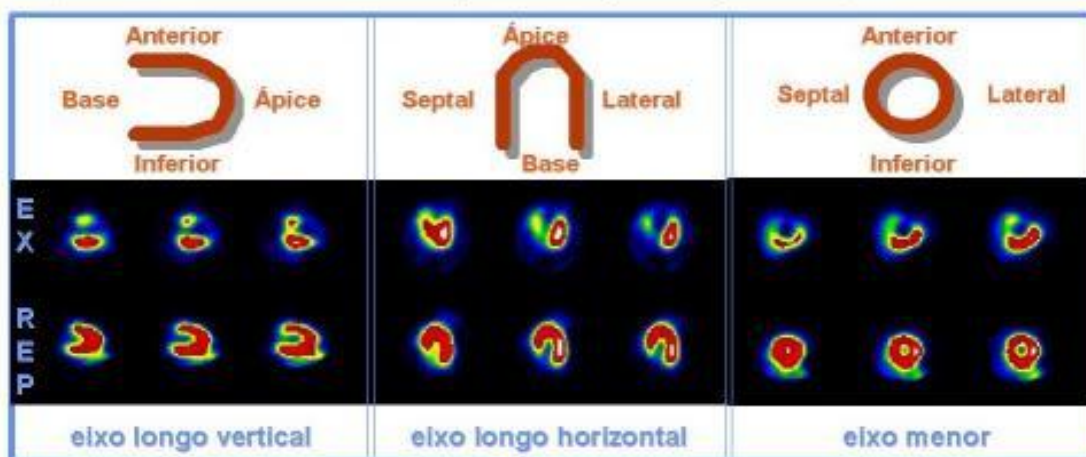 Anterior
Base Ápice
Inferior
Ápice
Septal Lateral
Base
Anterior
Septal Lateral
Inferior
EX
REP
eixo longo vertical
eixo longo horizontal
eixo menor